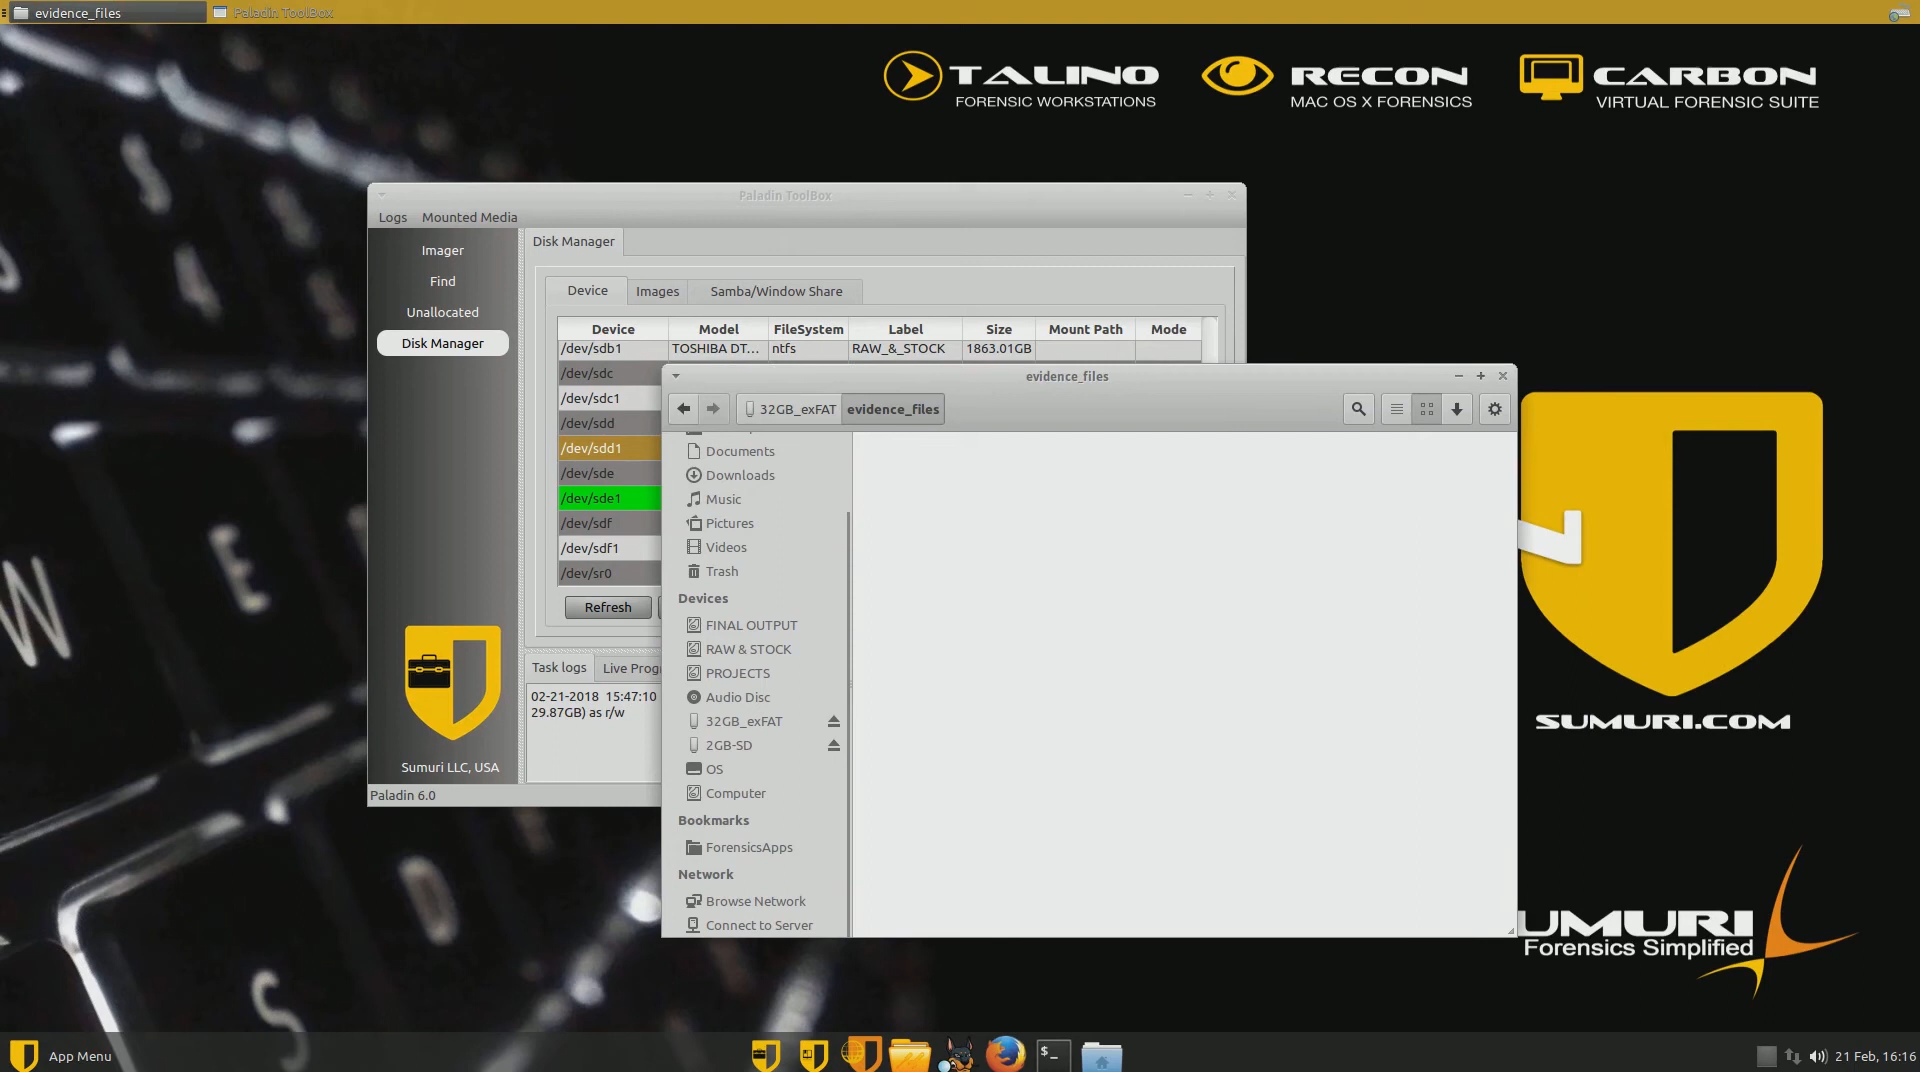 evidence_files
Paladin ToolBox
TALINO
FORENSIC WORKSTATIONS
RECON
MAC OS X FORENSICS
CARBON
VIRTUAL FORENSIC SUITE
Paladin ToolBox
Logs Mounted Media
Imager
Find
Unallocated
Disk Manager
Sumuri LLC, USA
Paladin 6.0
Disk Manager
Device Images Samba/Window Share
Device Model FileSystem Label Size Mount Path Mode
/dev/sdb1 TOSHIBA DT... ntfs RAW_&_STOCK 1863.01GB
/dev/sdc
/dev/sdc1
/dev/sdd
/dev/sdd1
/dev/sde
/dev/sde1
/dev/sdf
/dev/sdf1
/dev/sr0
Refresh
Task logs Live Prog
02-21-2018 15:47:10
29.87GB) as r/w
evidence_files
32GB_exFAT evidence_files
Documents
Downloads
Music
Pictures
Videos
Trash
Devices
FINAL OUTPUT
RAW & STOCK
PROJECTS
Audio Disc
32GB_exFAT
2GB-SD
OS
Computer
Bookmarks
ForensicsApps
Network
Browse Network
Connect to Server
SUMURI.COM
UMURI
Forensics Simplified
W
E
S
App Menu
$_
21 Feb, 16:16